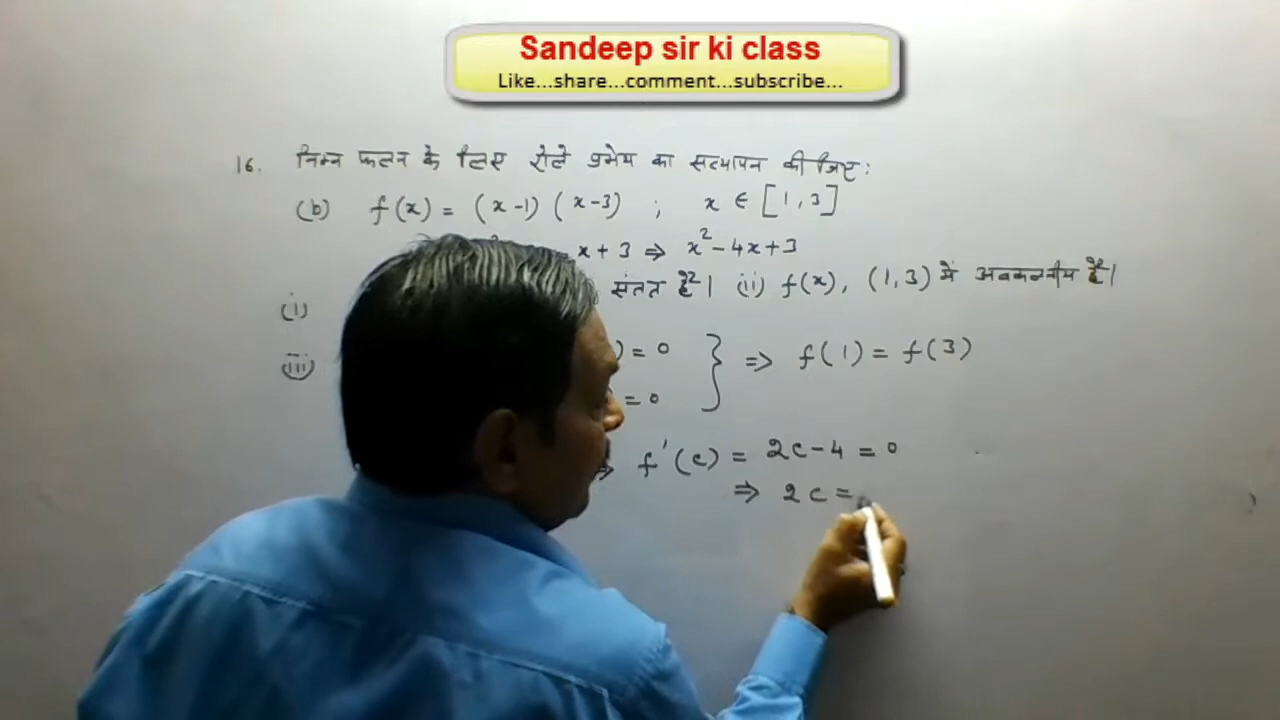 Sandeep sir ki class
Like...share...comment...subscribe...
16. निम्न फलन के लिए रोले प्रमेय का सत्यापन कीजिए:
(b) f(x) = (x-1) (x-3) ; x ∈ [1, 3]
x + 3 ⇒ x² - 4x + 3
(i) संतत है। (ii) f(x), (1, 3) में अवकलनीय है।
(iii) ) = 0 } ⇒ f(1) = f(3)
= 0
⇒ f'(c) = 2c - 4 = 0
⇒ 2c =